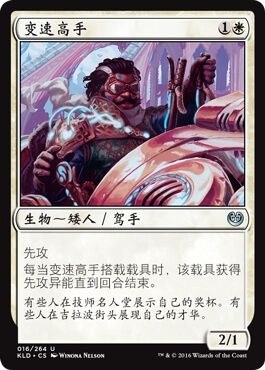 变速高手 1
生物～矮人／驾手
先攻
每当变速高手搭载载具时，该载具获得
先攻异能直到回合结束。
有些人在技师名人堂展示自己的奖杯。有
些人在吉拉波街头展现自己的才华。
2/1
016/264 U
KLD • CS WINONA NELSON
™ & © 2016 Wizards of the Coast